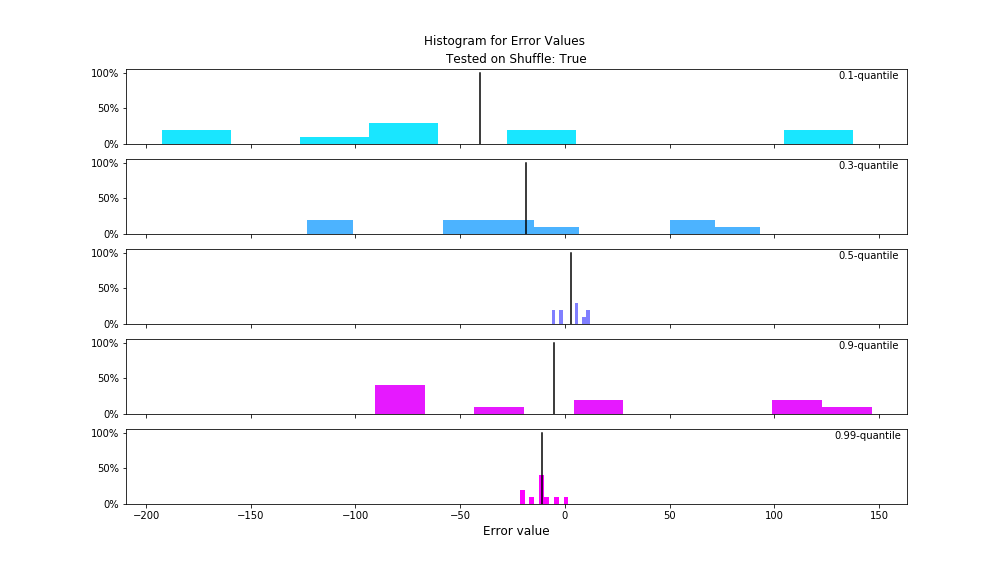 Histogram for Error Values
Tested on Shuffle: True
100%
0.1-quantile
50%
0%
100%
0.3-quantile
50%
0%
100%
0.5-quantile
50%
0%
100%
0.9-quantile
50%
0%
100%
0.99-quantile
50%
0%
−200 −150 −100 −50 0 50 100 150
Error value